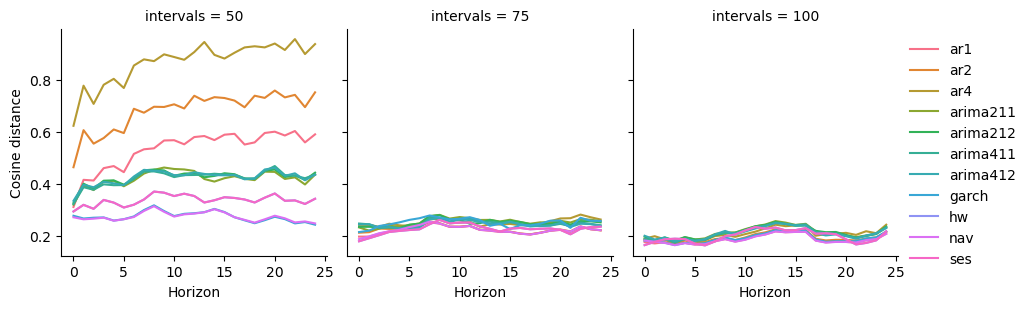 intervals = 50
intervals = 75
intervals = 100
Cosine distance
0.8
0.6
0.4
0.2
0 5 10 15 20 25
0 5 10 15 20 25
0 5 10 15 20 25
Horizon
Horizon
Horizon
ar1
ar2
ar4
arima211
arima212
arima411
arima412
garch
hw
nav
ses